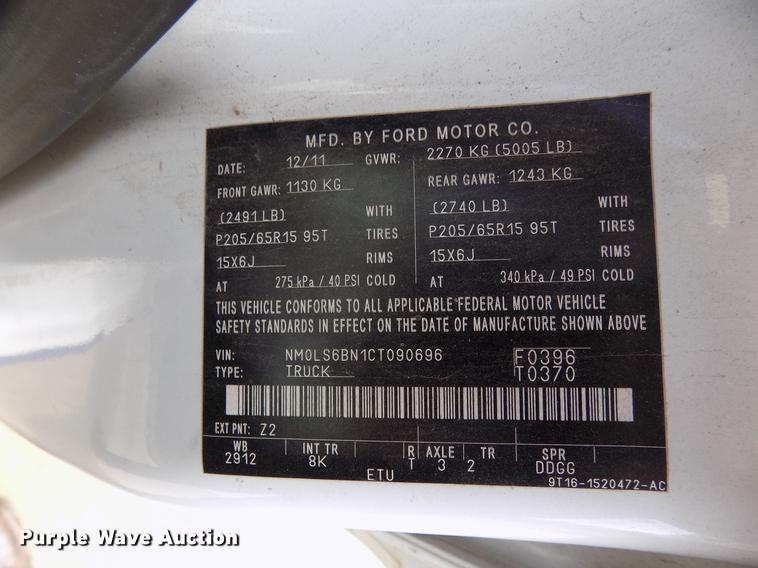 MFD. BY FORD MOTOR CO.
DATE: 12/11 GVWR: 2270 KG (5005 LB)
FRONT GAWR: 1130 KG REAR GAWR: 1243 KG
(2491 LB) WITH (2740 LB) WITH
P205/65R15 95T TIRES P205/65R15 95T TIRES
15X6J RIMS 15X6J RIMS
AT 275 kPa / 40 PSI COLD AT 340 kPa / 49 PSI COLD
THIS VEHICLE CONFORMS TO ALL APPLICABLE FEDERAL MOTOR VEHICLE
SAFETY STANDARDS IN EFFECT ON THE DATE OF MANUFACTURE SHOWN ABOVE
VIN: NM0LS6BN1CT090696 F0396
TYPE: TRUCK T0370
EXT PNT: Z2
WB INT TR R AXLE TR SPR
2912 8K T 3 2 DDGG
ETU 9T16-1520472-AC
Purple Wave Auction